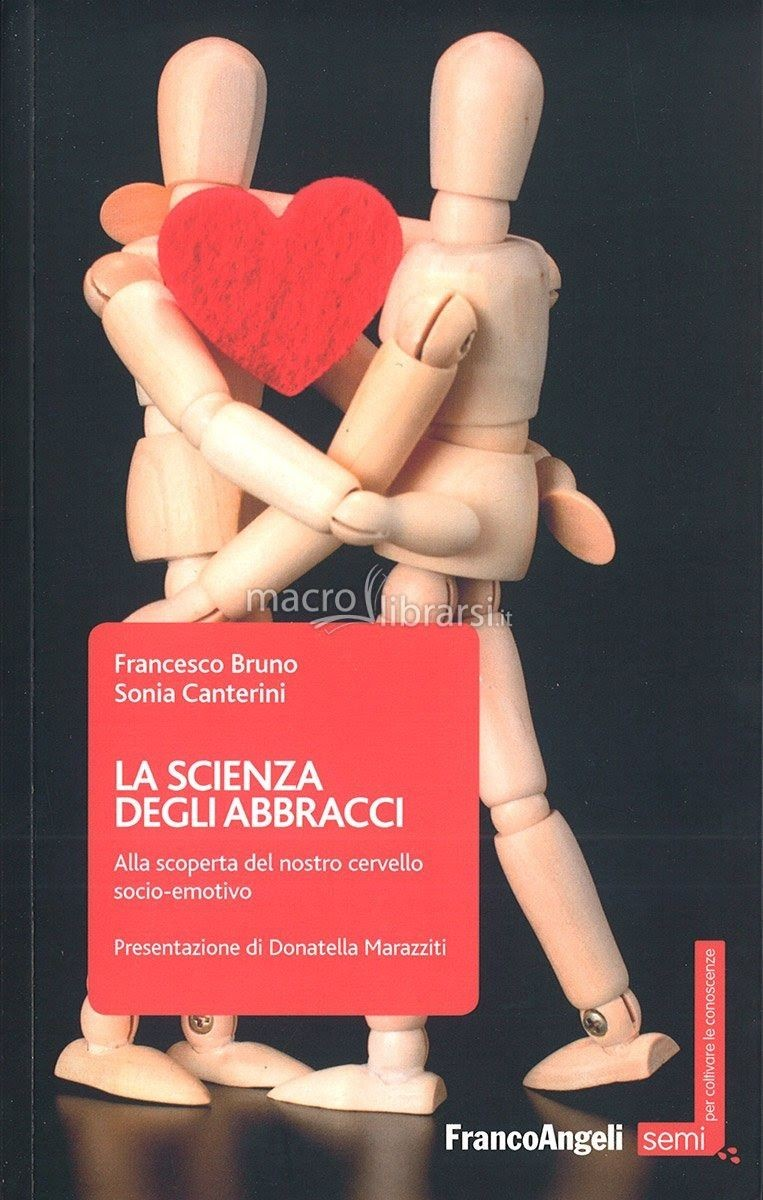 macrolibrarsi.it
Francesco Bruno
Sonia Canterini
LA SCIENZA
DEGLI ABBRACCI
Alla scoperta del nostro cervello
socio-emotivo
Presentazione di Donatella Marazziti
per coltivare le conoscenze
FrancoAngeli
semi